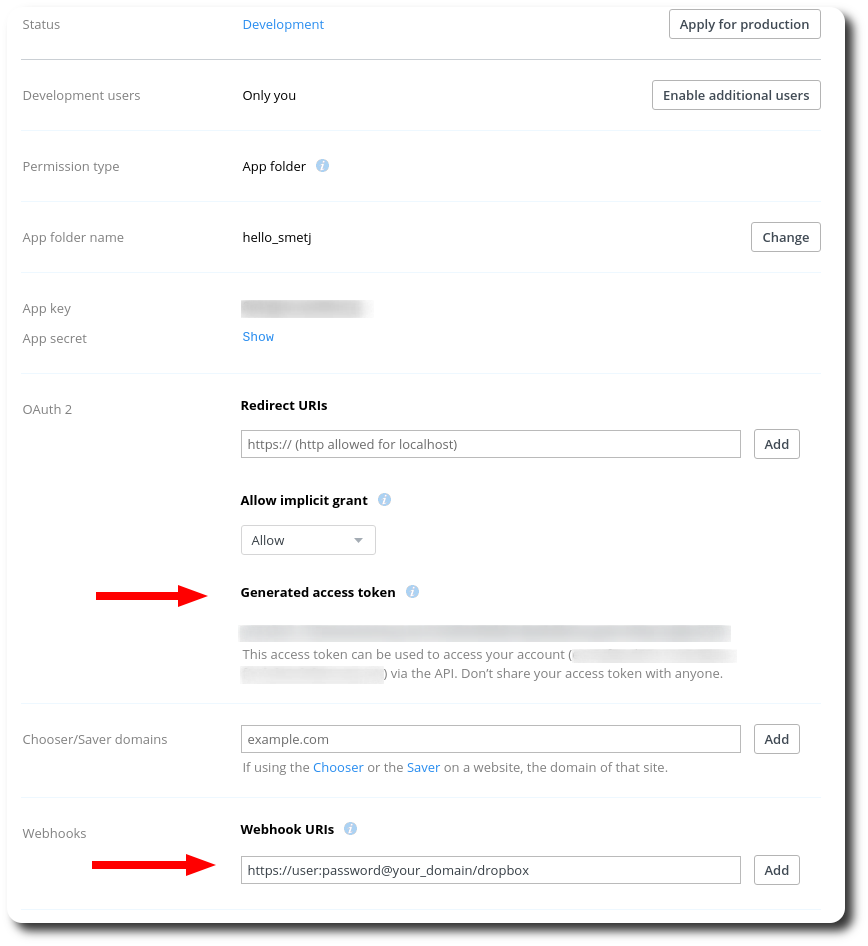 Status Development Apply for production
Development users Only you Enable additional users
Permission type App folder i
App folder name hello_smetj Change
App key
App secret Show
OAuth 2 Redirect URIs
https:// (http allowed for localhost) Add
Allow implicit grant i
Allow
Generated access token i
This access token can be used to access your account (
) via the API. Don’t share your access token with anyone.
Chooser/Saver domains example.com Add
If using the Chooser or the Saver on a website, the domain of that site.
Webhooks Webhook URIs i
https://user:password@your_domain/dropbox Add